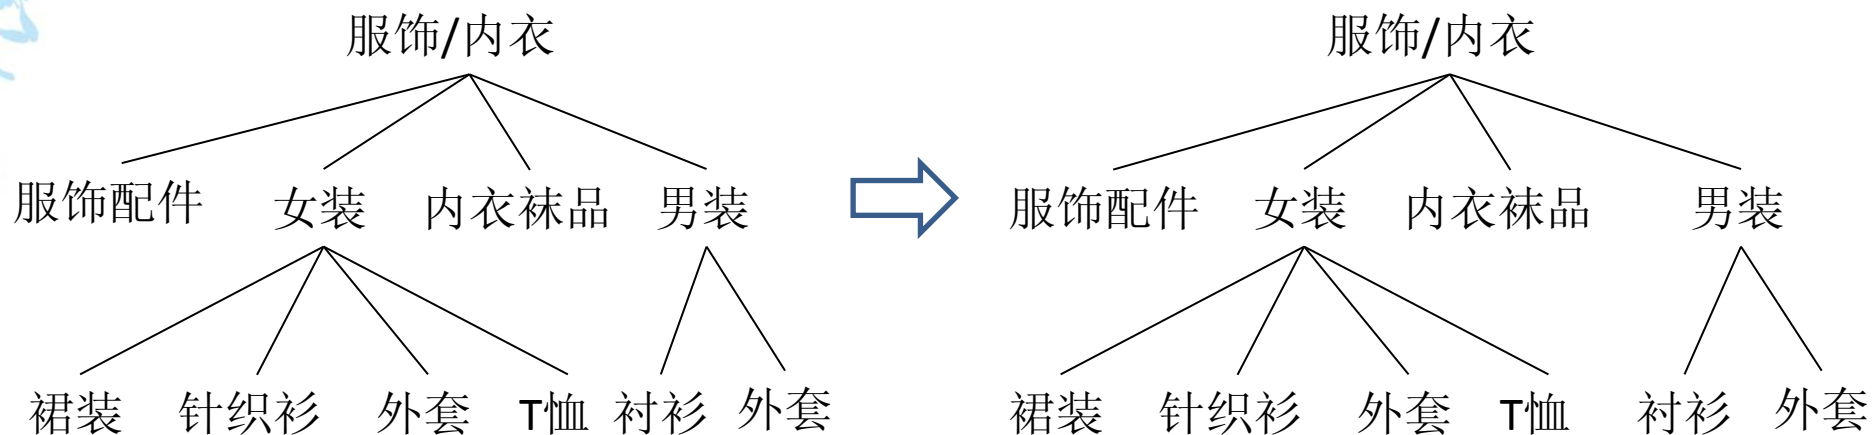 服饰/内衣 服饰/内衣
服饰配件 女装 内衣袜品 男装 服饰配件 女装 内衣袜品 男装
裙装 针织衫 外套 T恤 衬衫 外套 裙装 针织衫 外套 T恤 衬衫 外套